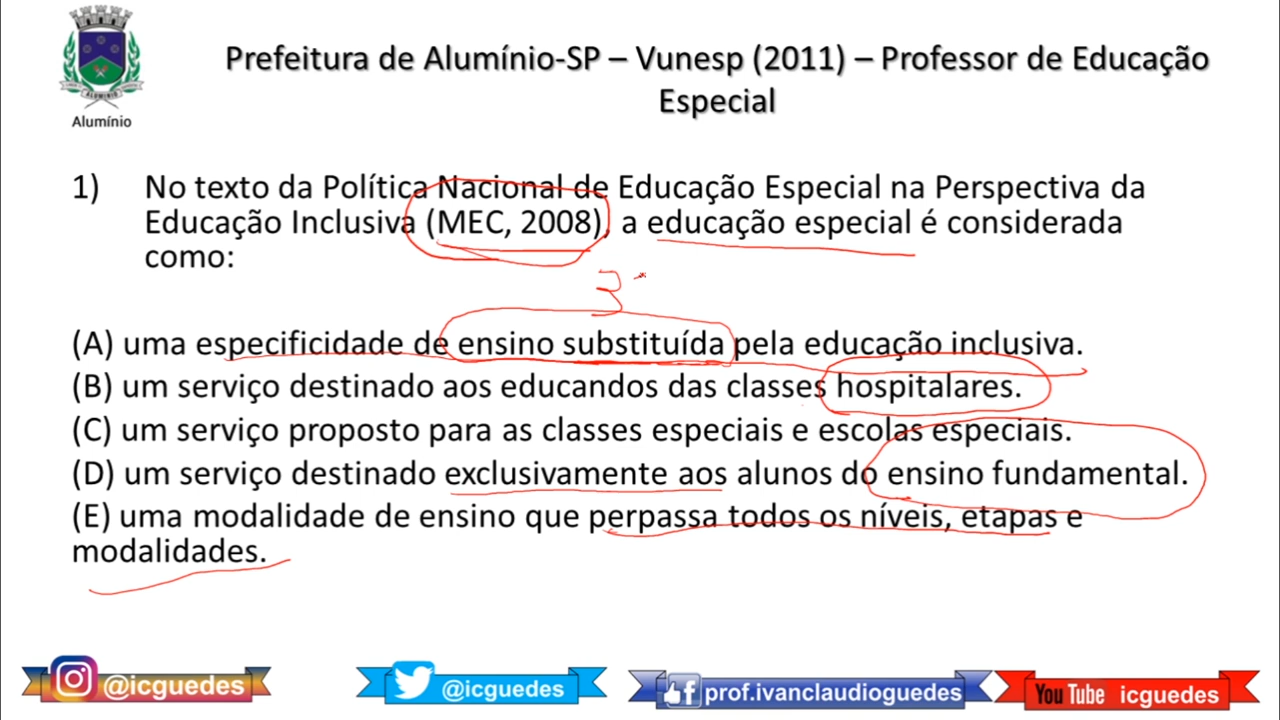 Prefeitura de Alumínio-SP – Vunesp (2011) – Professor de Educação
Especial
Alumínio
1) No texto da Política Nacional de Educação Especial na Perspectiva da
Educação Inclusiva (MEC, 2008), a educação especial é considerada
como:
3
(A) uma especificidade de ensino substituída pela educação inclusiva.
(B) um serviço destinado aos educandos das classes hospitalares.
(C) um serviço proposto para as classes especiais e escolas especiais.
(D) um serviço destinado exclusivamente aos alunos do ensino fundamental.
(E) uma modalidade de ensino que perpassa todos os níveis, etapas e
modalidades.
@icguedes
@icguedes
f prof.ivanclaudioguedes
YouTube icguedes